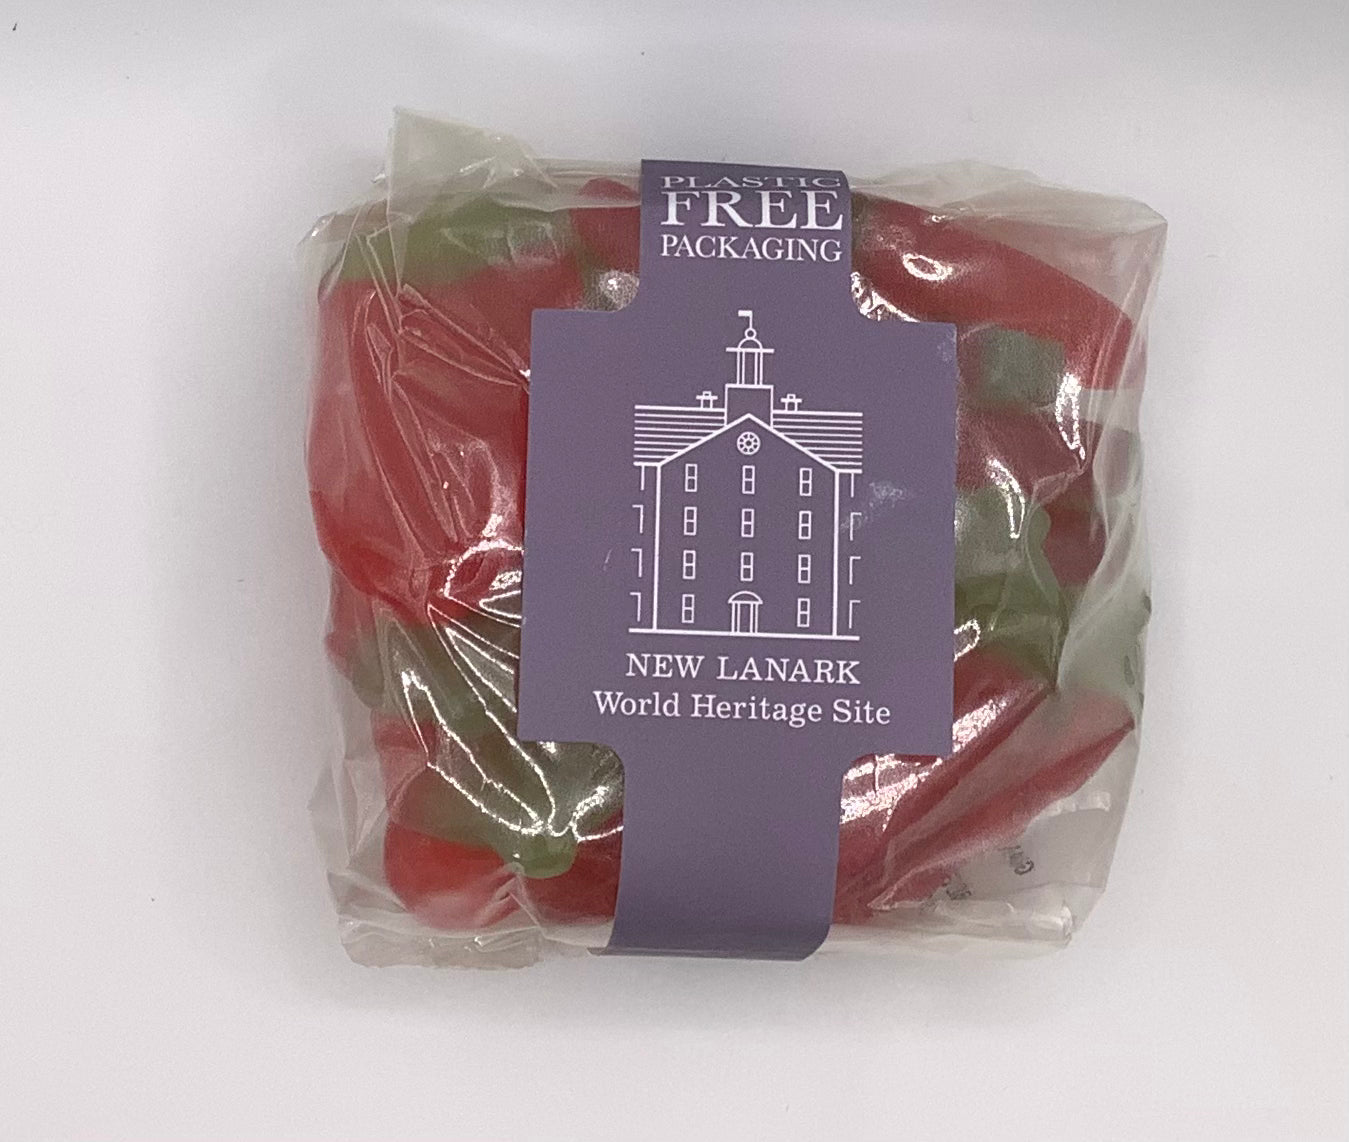 PLASTIC
FREE
PACKAGING
NEW LANARK
World Heritage Site